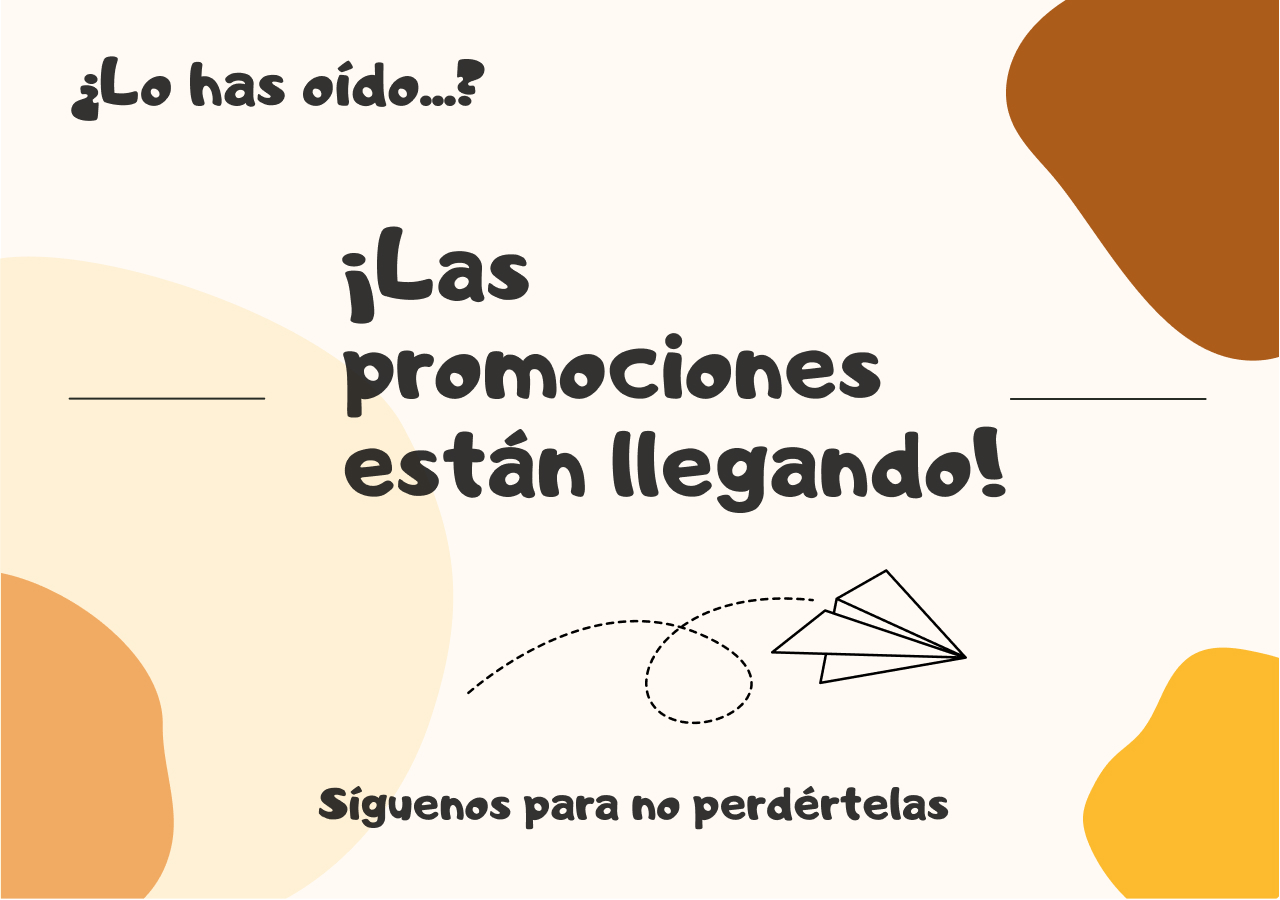 ¿Lo has oído...?
¡Las
promociones
están llegando!
Síguenos para no perdértelas